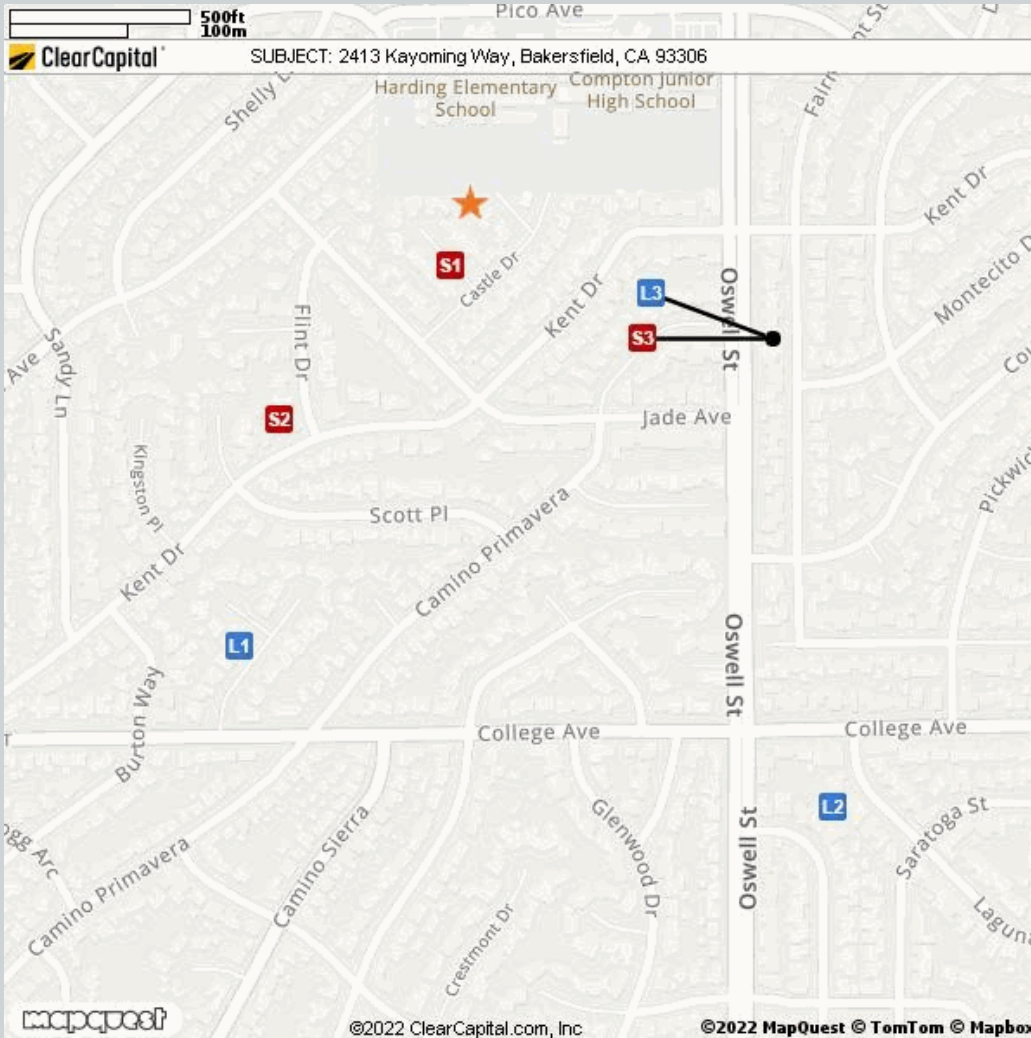 500ft
100m
Pico Ave
ClearCapital
SUBJECT: 2413 Kayoming Way, Bakersfield, CA 93306
Harding Elementary
School
Compton Junior
High School
Shelly
Kent Dr
S1
Castle Dr
L3
Oswell St
Kent Dr
Montecito
S3
Flint Dr
Sandy Ln
Ave
S2
Jade Ave
Kingston Pl
Scott Pl
Camino Primavera
Kent Dr
L1
Oswell St
Burton Way
College Ave
College Ave
L2
Glenwood Dr
Saratoga St
Oswell St
Camino Sierra
Camino Primavera
Crestmont Dr
mapquest
©2022 ClearCapital.com, Inc
©2022 MapQuest © TomTom © Mapbox